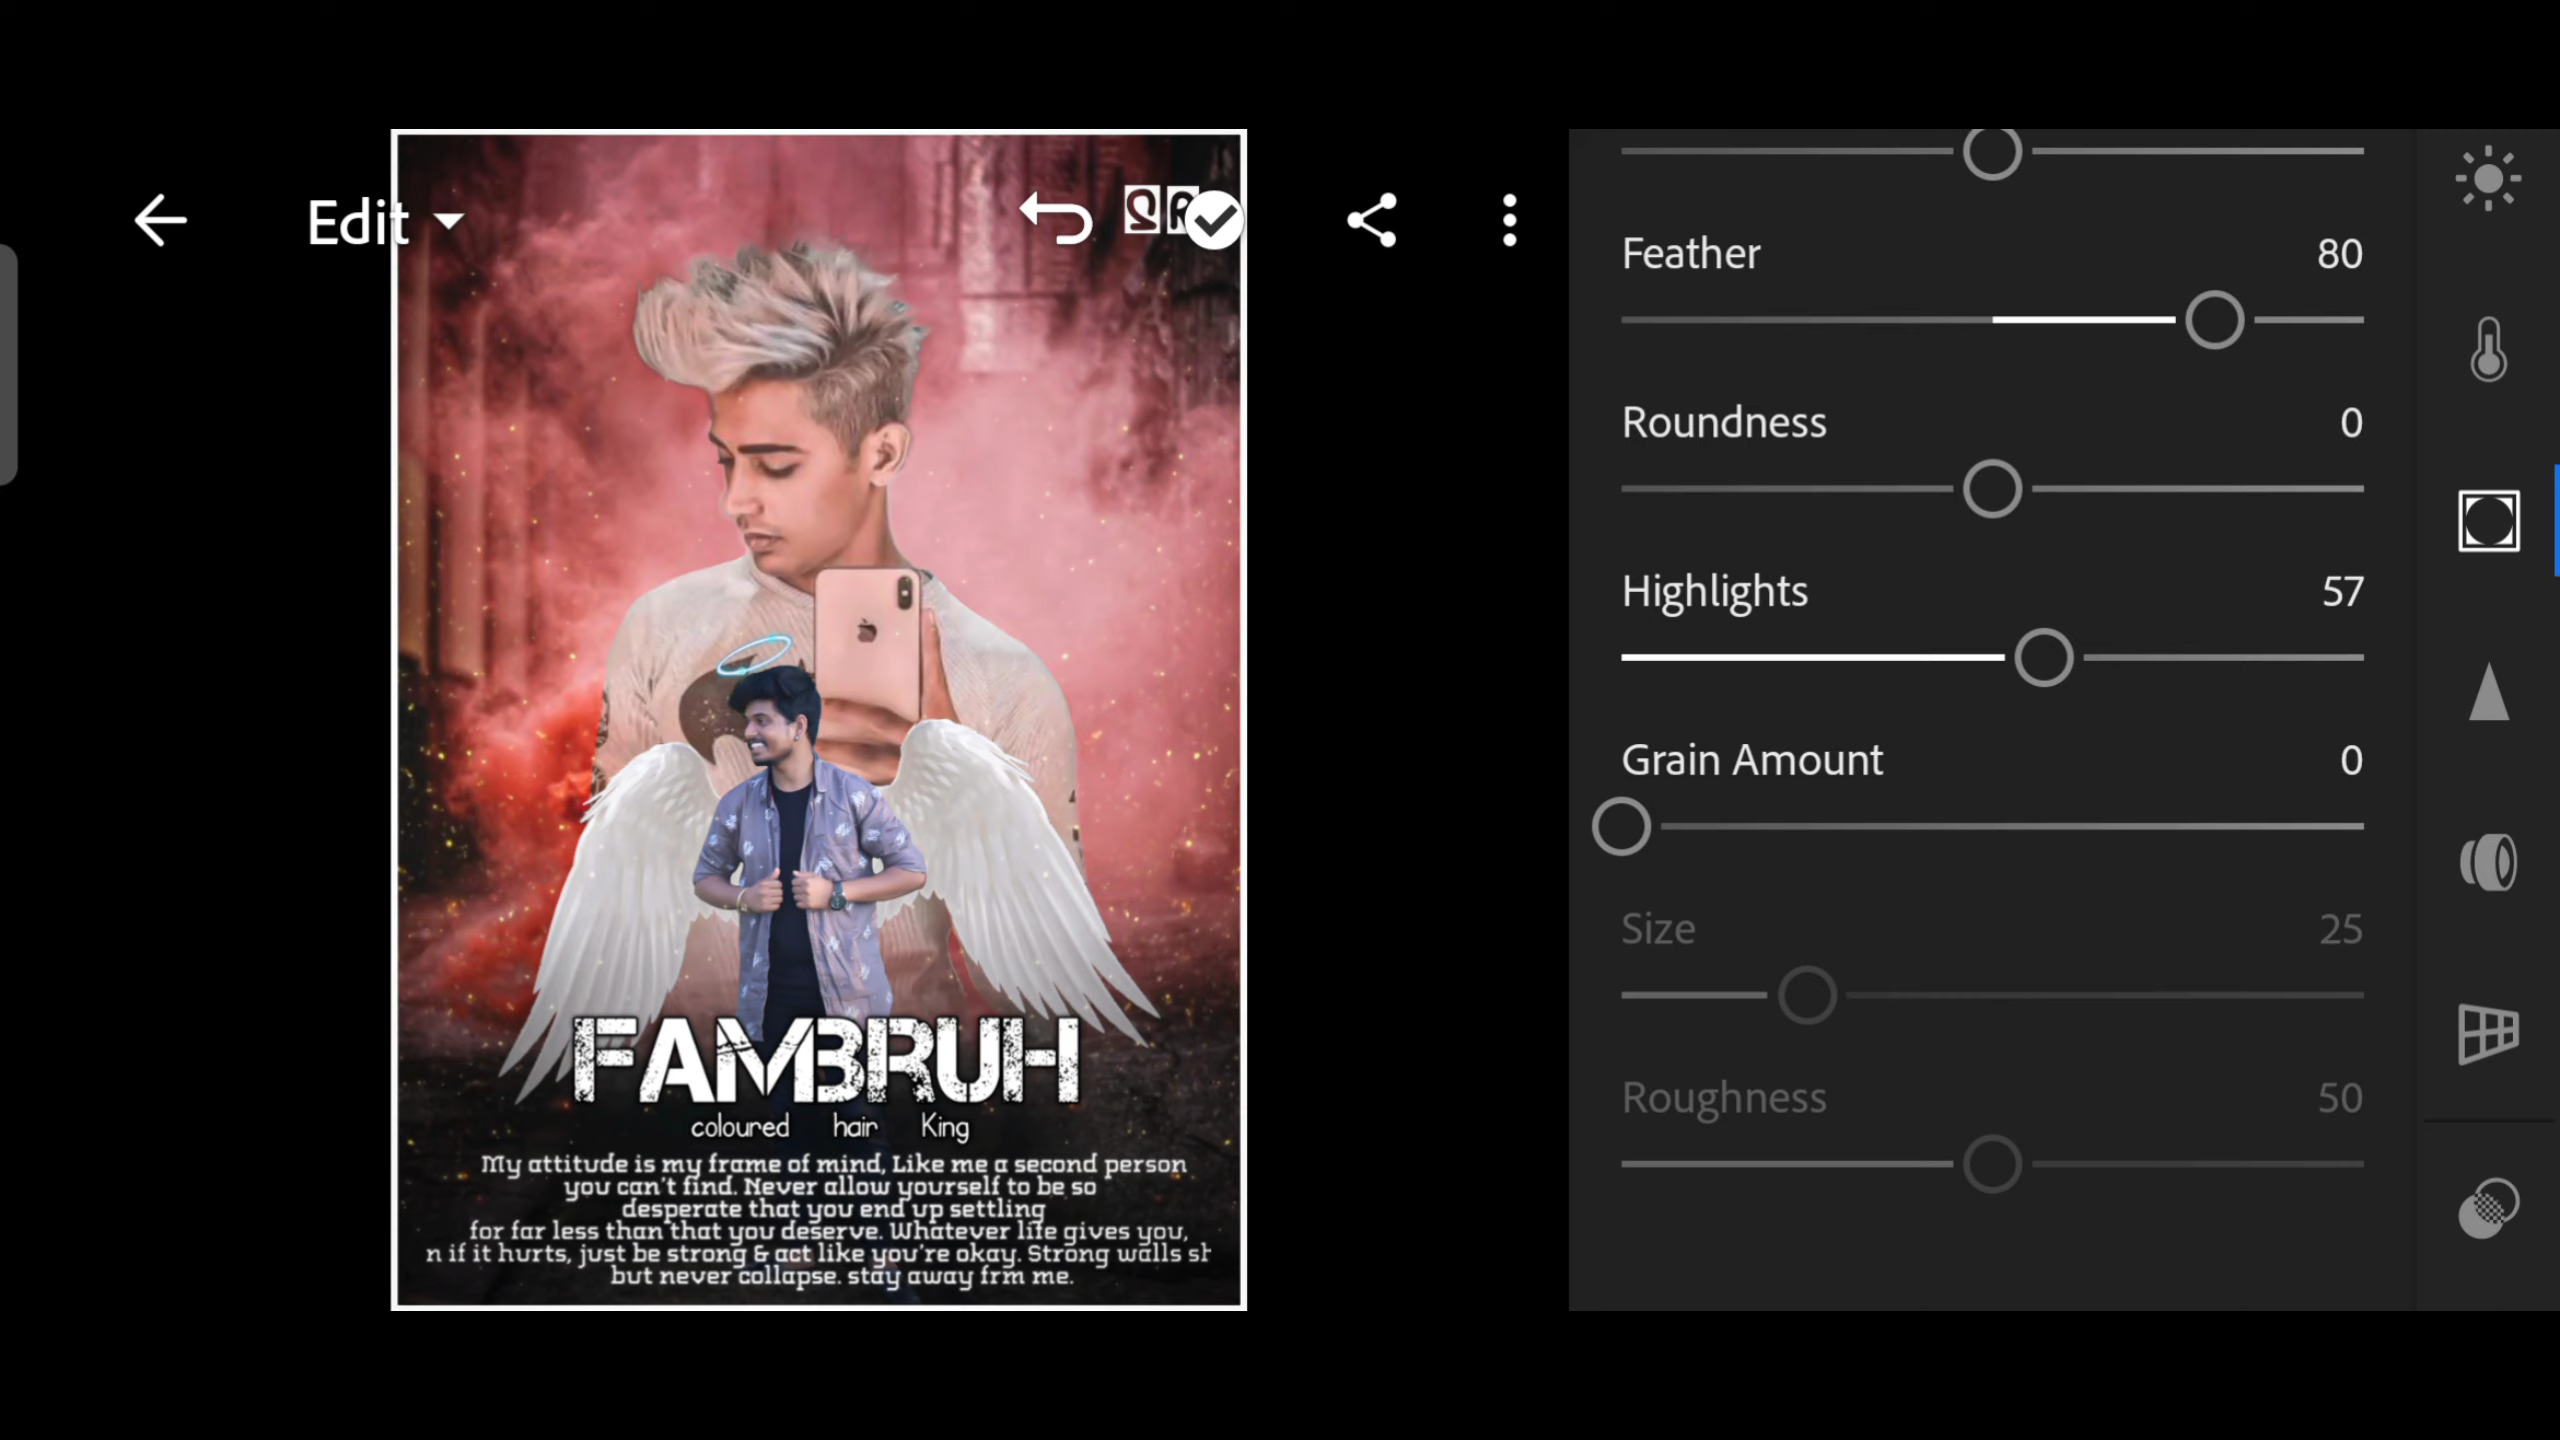 Edit
SR
FAMBRUH
coloured hair King
My attitude is my frame of mind, Like me a second person
you can't find. Never allow yourself to be so
desperate that you end up settling
for far less than that you deserve. Whatever life gives you,
n if it hurts, just be strong & act like you're okay. Strong walls sh
but never collapse. stay away frm me.
Feather 80
Roundness 0
Highlights 57
Grain Amount 0
Size 25
Roughness 50